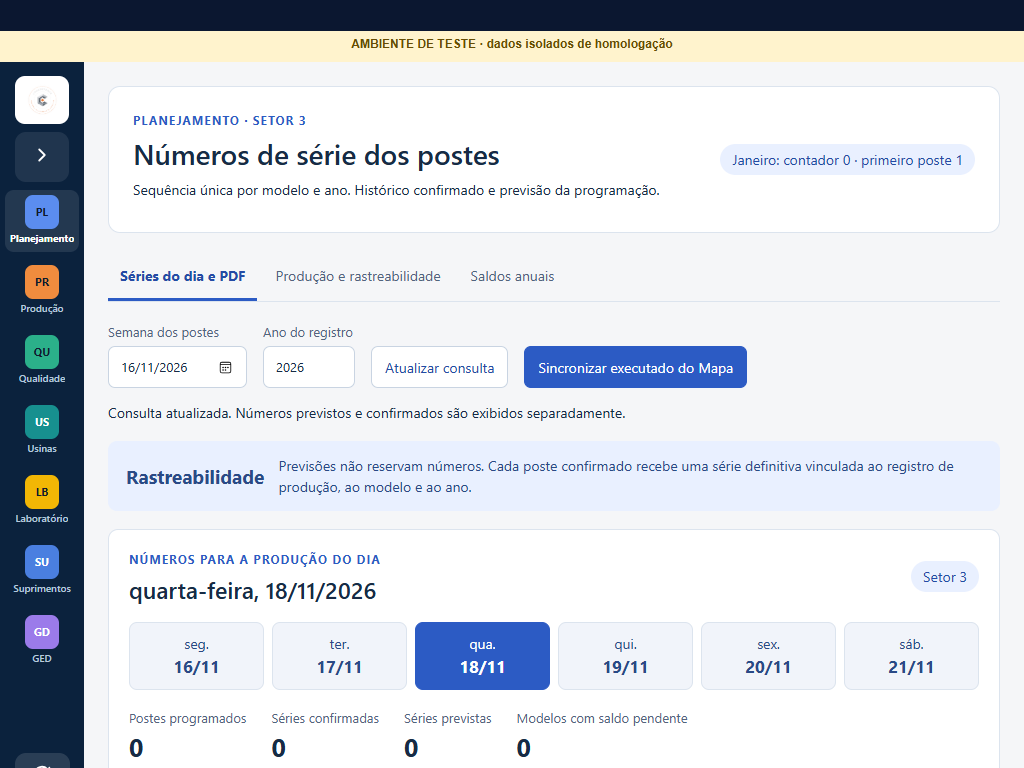 AMBIENTE DE TESTE · dados isolados de homologação
PL
Planejamento
PR
Produção
QU
Qualidade
US
Usinas
LB
Laboratório
SU
Suprimentos
GD
GED
PLANEJAMENTO · SETOR 3
Números de série dos postes
Sequência única por modelo e ano. Histórico confirmado e previsão da programação.
Janeiro: contador 0 · primeiro poste 1
Séries do dia e PDF
Produção e rastreabilidade
Saldos anuais
Semana dos postes
Ano do registro
16/11/2026
2026
Atualizar consulta
Sincronizar executado do Mapa
Consulta atualizada. Números previstos e confirmados são exibidos separadamente.
Rastreabilidade
Previsões não reservam números. Cada poste confirmado recebe uma série definitiva vinculada ao registro de
produção, ao modelo e ao ano.
NÚMEROS PARA A PRODUÇÃO DO DIA
quarta-feira, 18/11/2026
Setor 3
seg.
16/11
ter.
17/11
qua.
18/11
qui.
19/11
sex.
20/11
sáb.
21/11
Postes programados
0
Séries confirmadas
0
Séries previstas
0
Modelos com saldo pendente
0